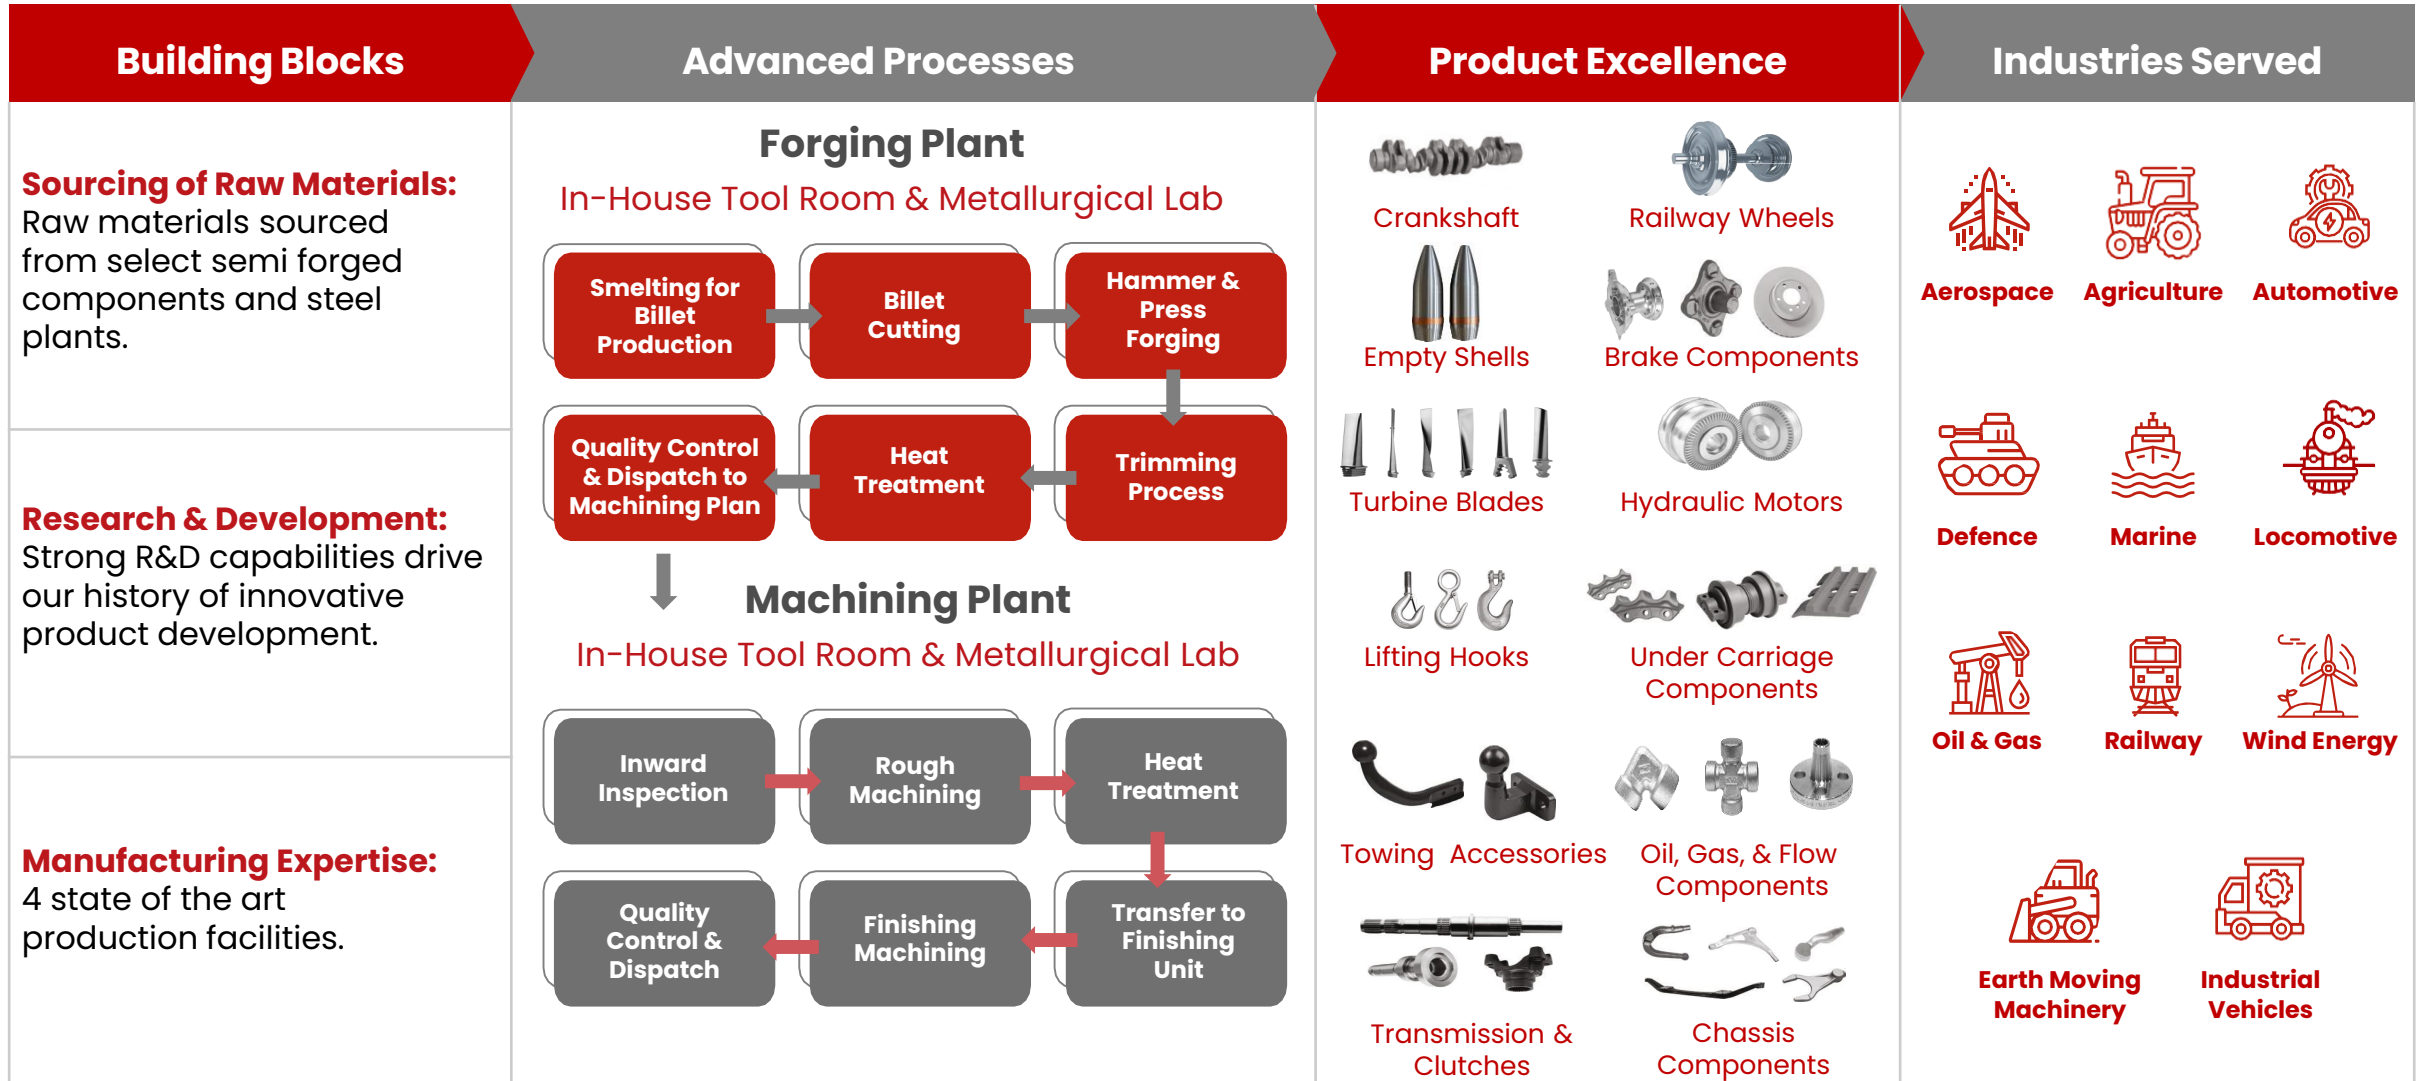 Building Blocks
Advanced Processes
Product Excellence
Industries Served
Sourcing of Raw Materials:
Raw materials sourced
from select semi forged
components and steel
plants.
Research & Development:
Strong R&D capabilities drive
our history of innovative
product development.
Manufacturing Expertise:
4 state of the art
production facilities.
Forging Plant
In-House Tool Room & Metallurgical Lab
Smelting for
Billet
Production
Billet
Cutting
Hammer &
Press
Forging
Trimming
Process
Heat
Treatment
Quality Control
& Dispatch to
Machining Plan
Machining Plant
In-House Tool Room & Metallurgical Lab
Inward
Inspection
Rough
Machining
Heat
Treatment
Transfer to
Finishing
Unit
Finishing
Machining
Quality
Control &
Dispatch
Crankshaft
Railway Wheels
Empty Shells
Brake Components
Turbine Blades
Hydraulic Motors
Lifting Hooks
Under Carriage
Components
Towing Accessories
Oil, Gas, & Flow
Components
Transmission &
Clutches
Chassis
Components
Aerospace
Agriculture
Automotive
Defence
Marine
Locomotive
Oil & Gas
Railway
Wind Energy
Earth Moving
Machinery
Industrial
Vehicles